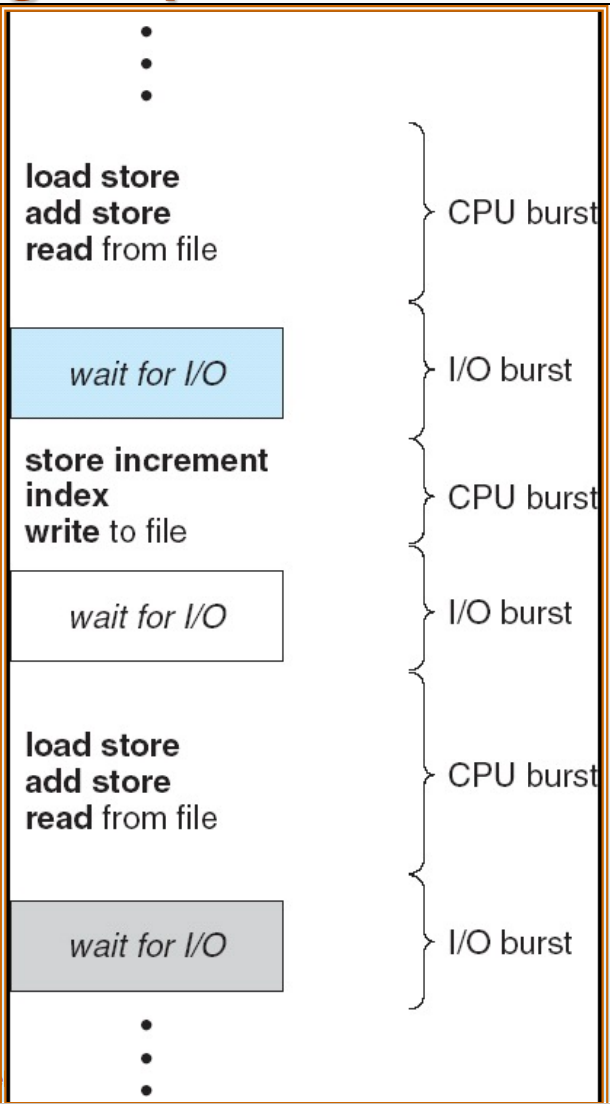 load store
add store
read from file
CPU burst
wait for I/O
I/O burst
store increment
index
write to file
CPU burst
wait for I/O
I/O burst
load store
add store
read from file
CPU burst
wait for I/O
I/O burst